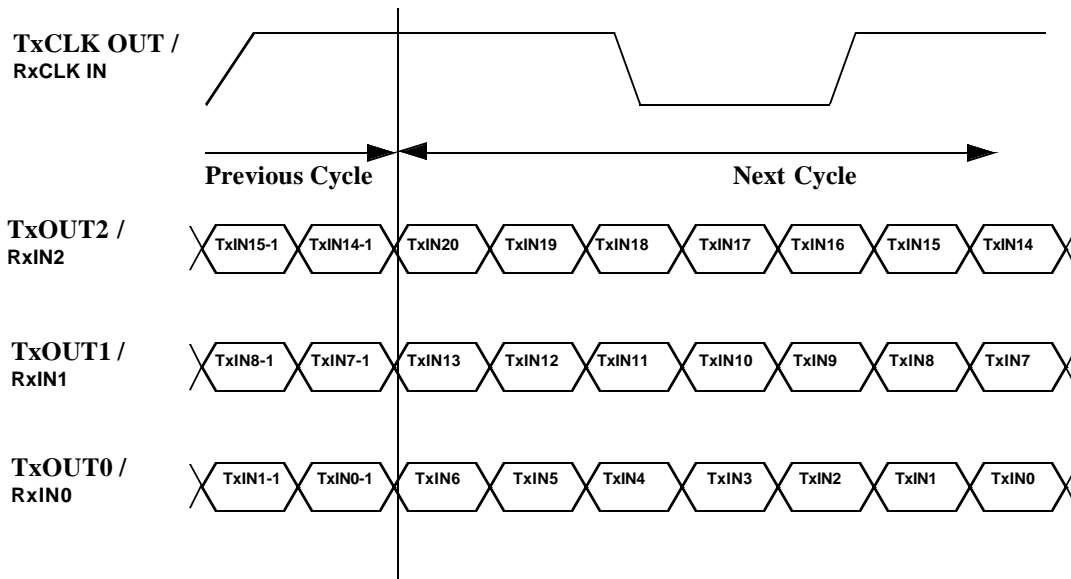 TxCLK OUT /
RxCLK IN
Previous Cycle Next Cycle
TxOUT2 /
RxIN2
TxIN15-1 TxIN14-1 TxIN20 TxIN19 TxIN18 TxIN17 TxIN16 TxIN15 TxIN14
TxOUT1 /
RxIN1
TxIN8-1 TxIN7-1 TxIN13 TxIN12 TxIN11 TxIN10 TxIN9 TxIN8 TxIN7
TxOUT0 /
RxIN0
TxIN1-1 TxIN0-1 TxIN6 TxIN5 TxIN4 TxIN3 TxIN2 TxIN1 TxIN0